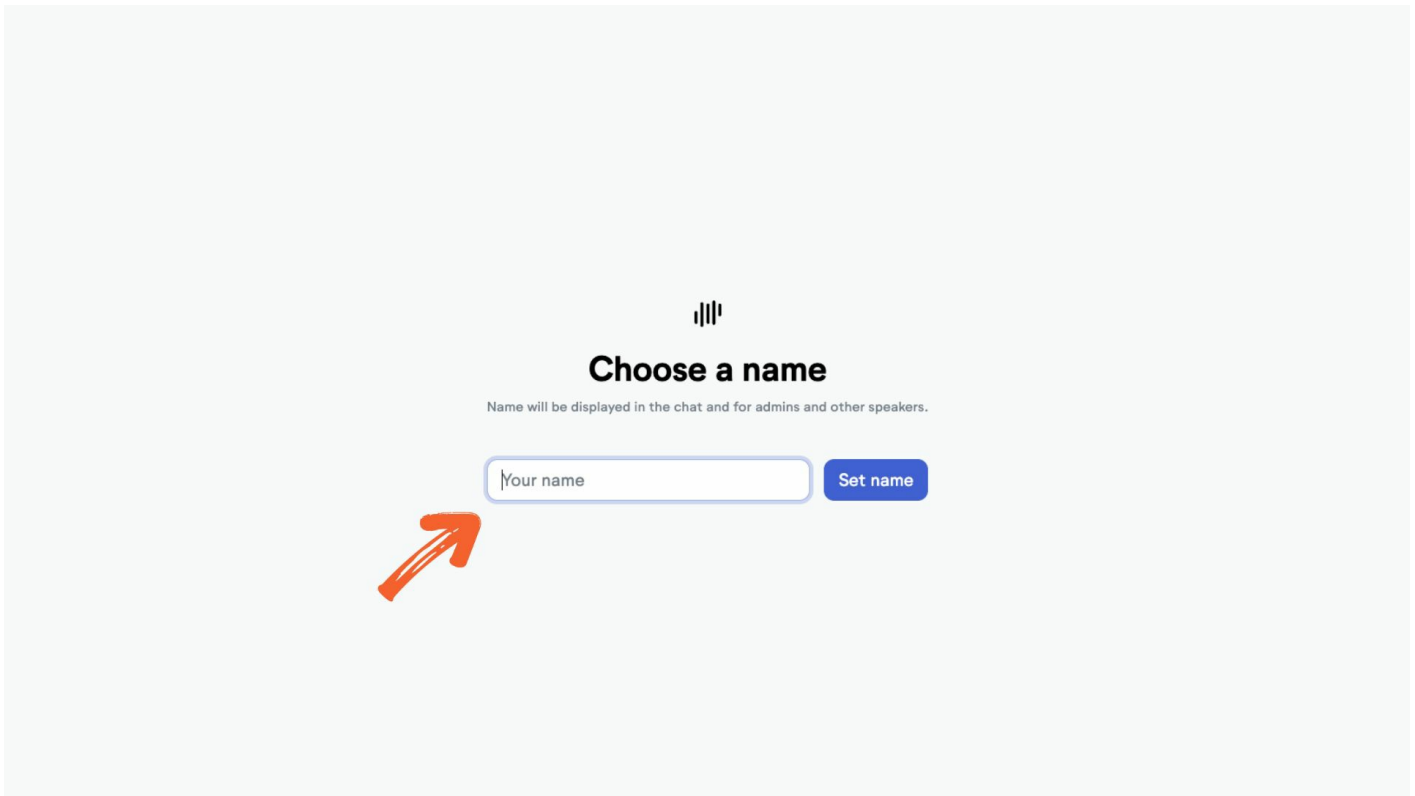 Choose a name
Name will be displayed in the chat and for admins and other speakers.
Your name
Set name